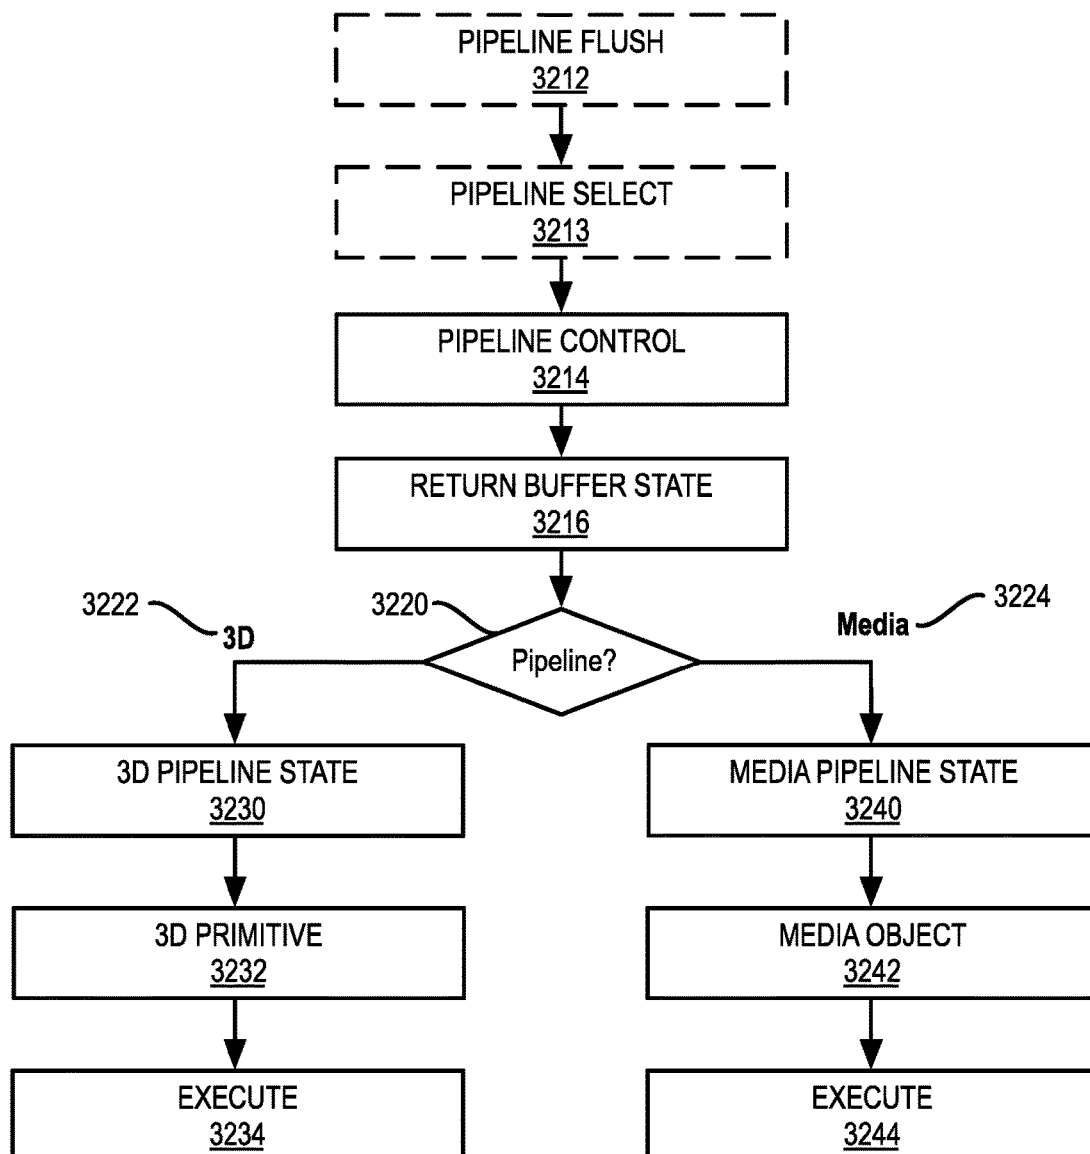 PIPELINE FLUSH
3212
PIPELINE SELECT
3213
PIPELINE CONTROL
3214
RETURN BUFFER STATE
3216
3222
3D
3220
Pipeline?
Media
3224
3D PIPELINE STATE
3230
MEDIA PIPELINE STATE
3240
3D PRIMITIVE
3232
MEDIA OBJECT
3242
EXECUTE
3234
EXECUTE
3244